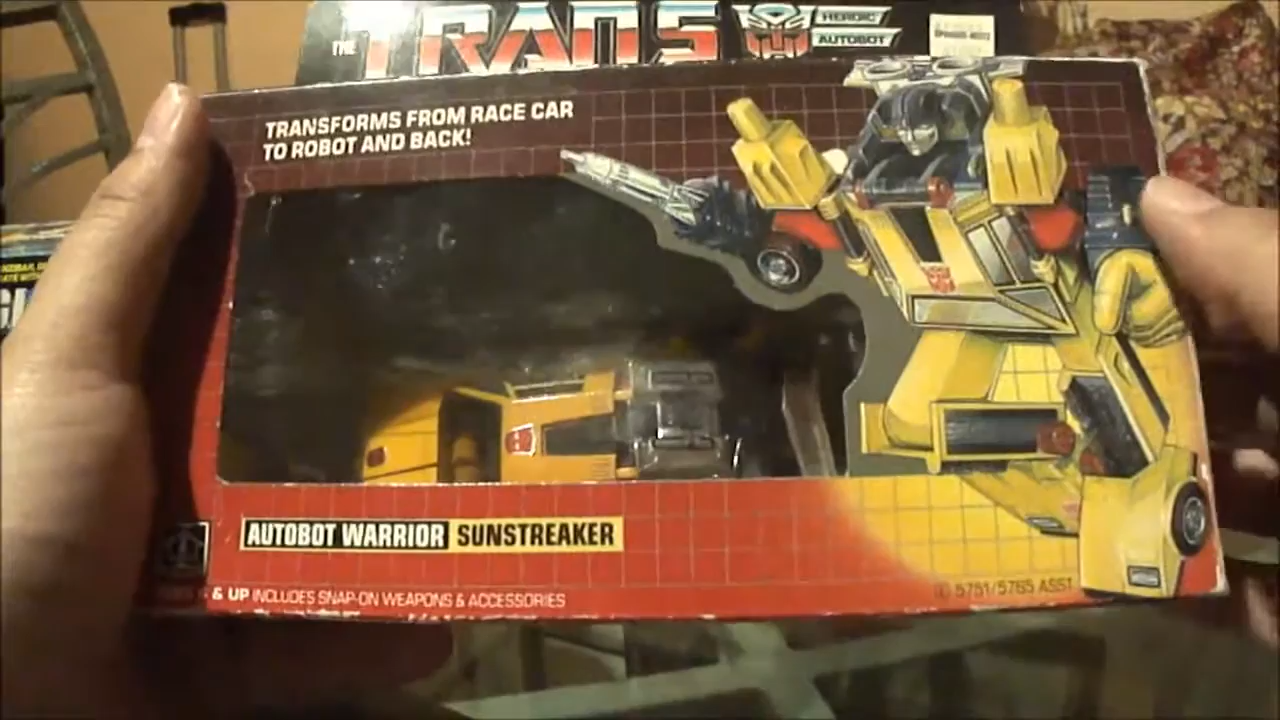 THE TRANS
HEROIC
AUTOBOT
TRANSFORMS FROM RACE CAR
TO ROBOT AND BACK!
AUTOBOT WARRIOR SUNSTREAKER
& UP INCLUDES SNAP-ON WEAPONS & ACCESSORIES
5751/5765 ASST